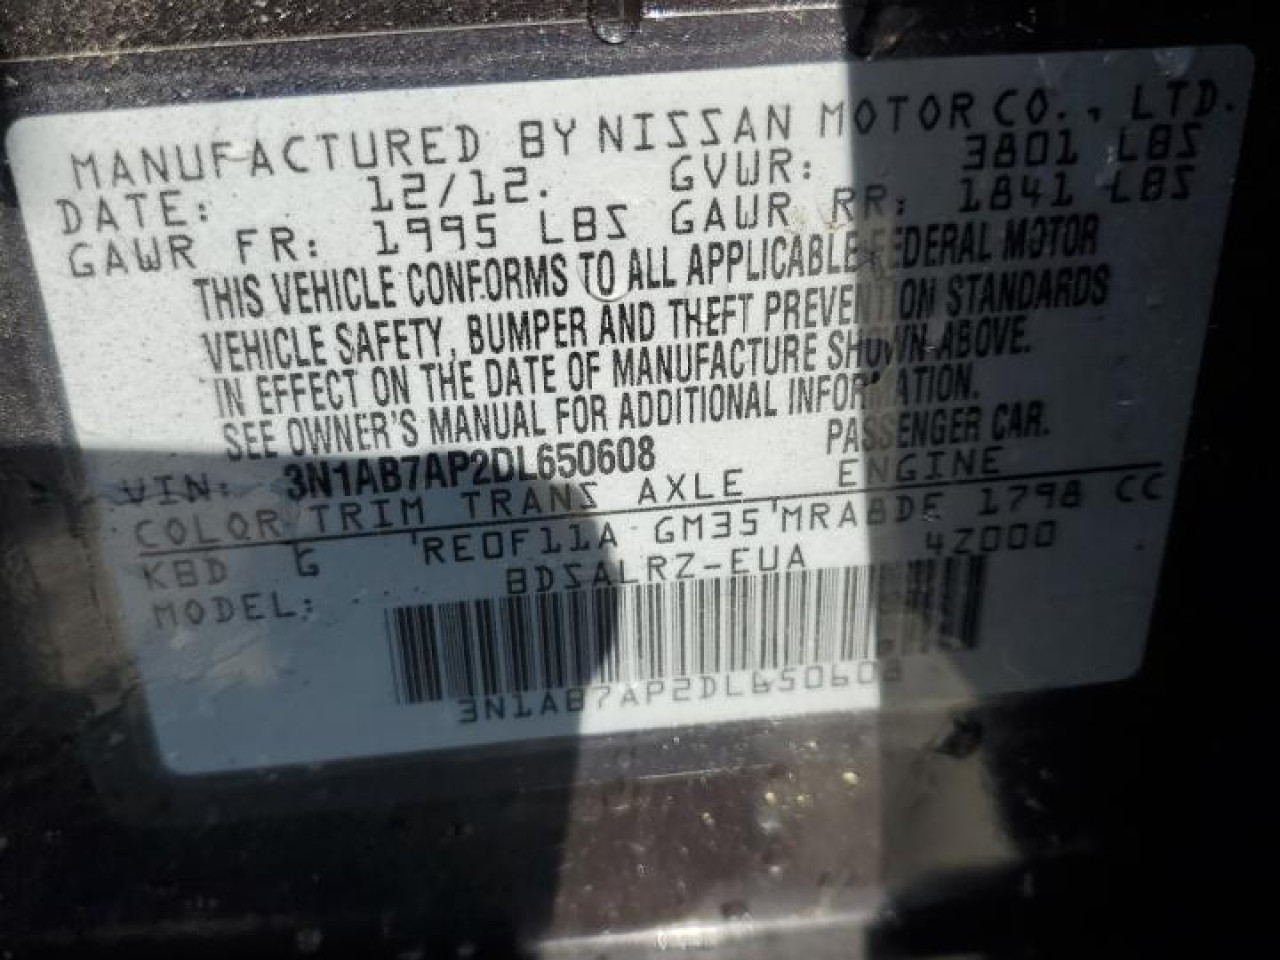 MANUFACTURED BY NISSAN MOTOR CO., LTD.
DATE: 12/12. GVWR: 3801 LBS
GAWR FR: 1995 LBS GAWR RR: 1841 LBS
THIS VEHICLE CONFORMS TO ALL APPLICABLE FEDERAL MOTOR
VEHICLE SAFETY, BUMPER AND THEFT PREVENTION STANDARDS
IN EFFECT ON THE DATE OF MANUFACTURE SHOWN ABOVE.
SEE OWNER'S MANUAL FOR ADDITIONAL INFORMATION.
VIN: 3N1AB7AP2DL650608 PASSENGER CAR.
COLOR TRIM TRANS AXLE ENGINE
KBD G RE0F11A GM35 MRA8DE 1798 CC
MODEL: BDSALRZ-EUA 4Z000
3N1AB7AP2DL650608